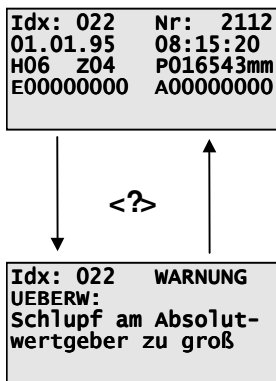 Idx: 022 Nr: 2112
01.01.95 08:15:20
H06 Z04 P016543mm
E00000000 A00000000
<?>
Idx: 022 WARNUNG
UEBERW:
Schlupf am Absolut-
wertgeber zu groß